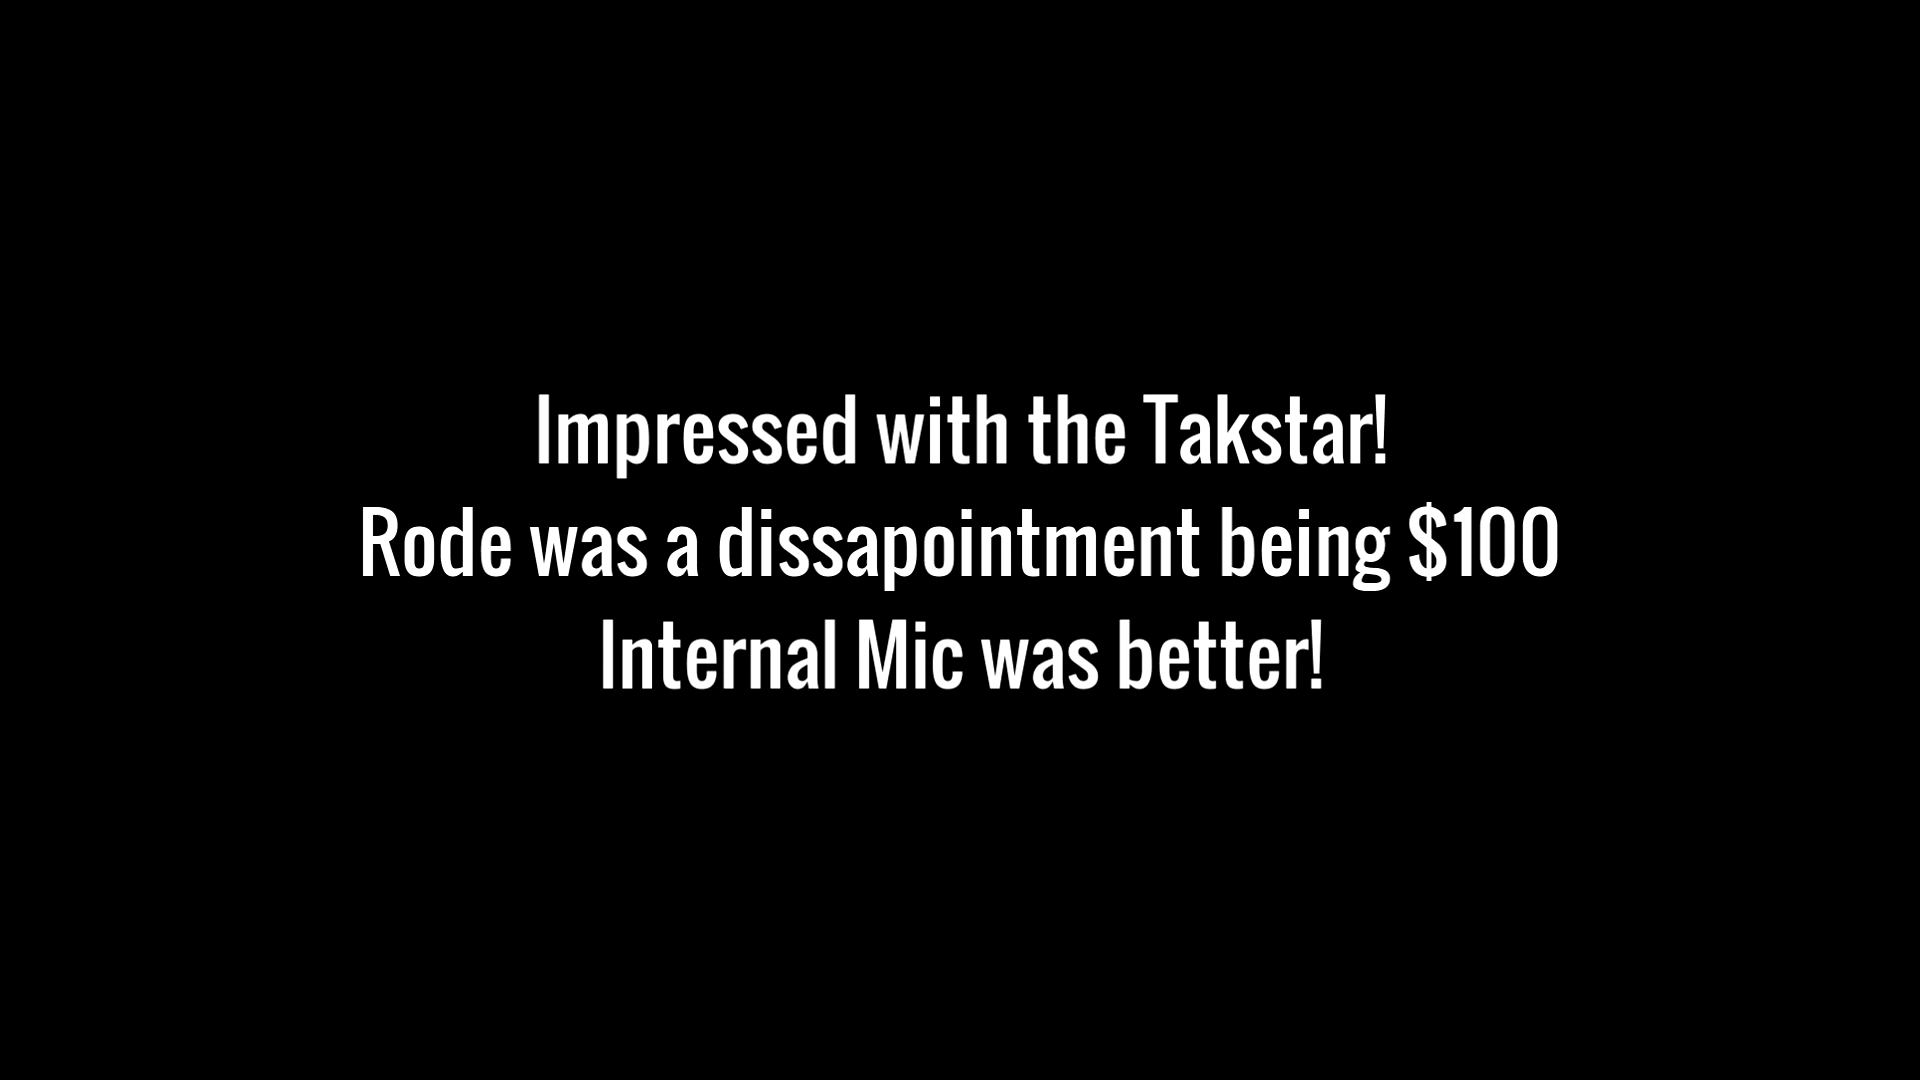 Impressed with the Takstar!
Rode was a dissapointment being $100
Internal Mic was better!